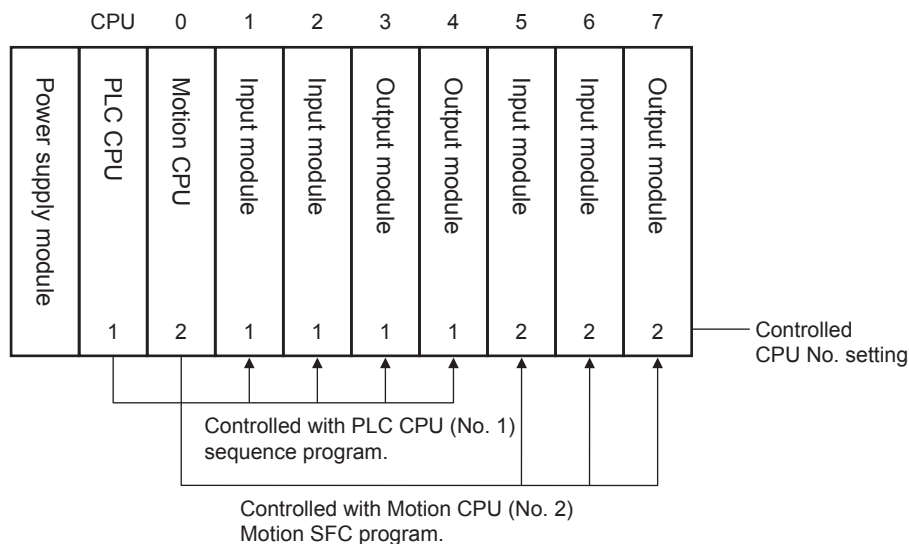 CPU 0 1 2 3 4 5 6 7
Power supply module
PLC CPU
Motion CPU
Input module
Input module
Output module
Output module
Input module
Input module
Output module
1 2 1 1 1 1 2 2 2
Controlled
CPU No. setting
Controlled with PLC CPU (No. 1)
sequence program.
Controlled with Motion CPU (No. 2)
Motion SFC program.